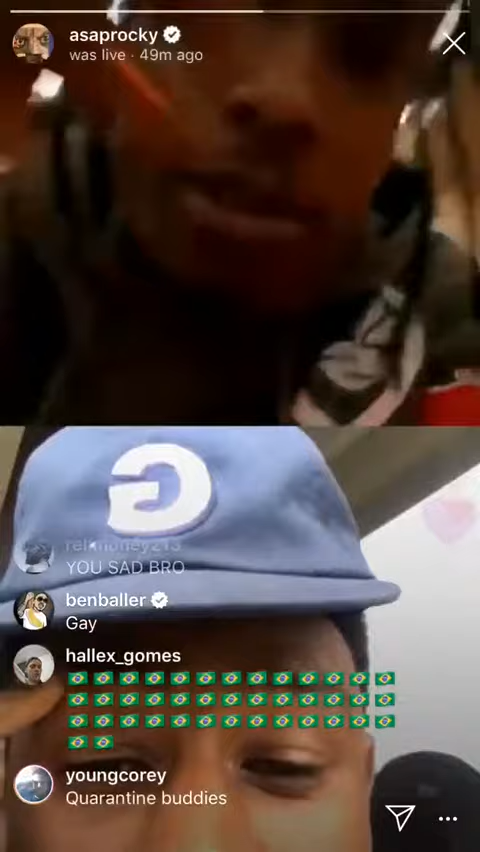 asaprocky
was live · 49m ago
G
YOU SAD BRO
benballer
Gay
hallex_gomes
🇧🇷🇧🇷🇧🇷🇧🇷🇧🇷🇧🇷🇧🇷🇧🇷🇧🇷🇧🇷🇧🇷🇧🇷🇧🇷
🇧🇷🇧🇷🇧🇷🇧🇷🇧🇷🇧🇷🇧🇷🇧🇷🇧🇷🇧🇷🇧🇷🇧🇷🇧🇷
🇧🇷🇧🇷🇧🇷🇧🇷🇧🇷🇧🇷🇧🇷🇧🇷🇧🇷🇧🇷🇧🇷🇧🇷🇧🇷
🇧🇷🇧🇷
youngcorey
Quarantine buddies